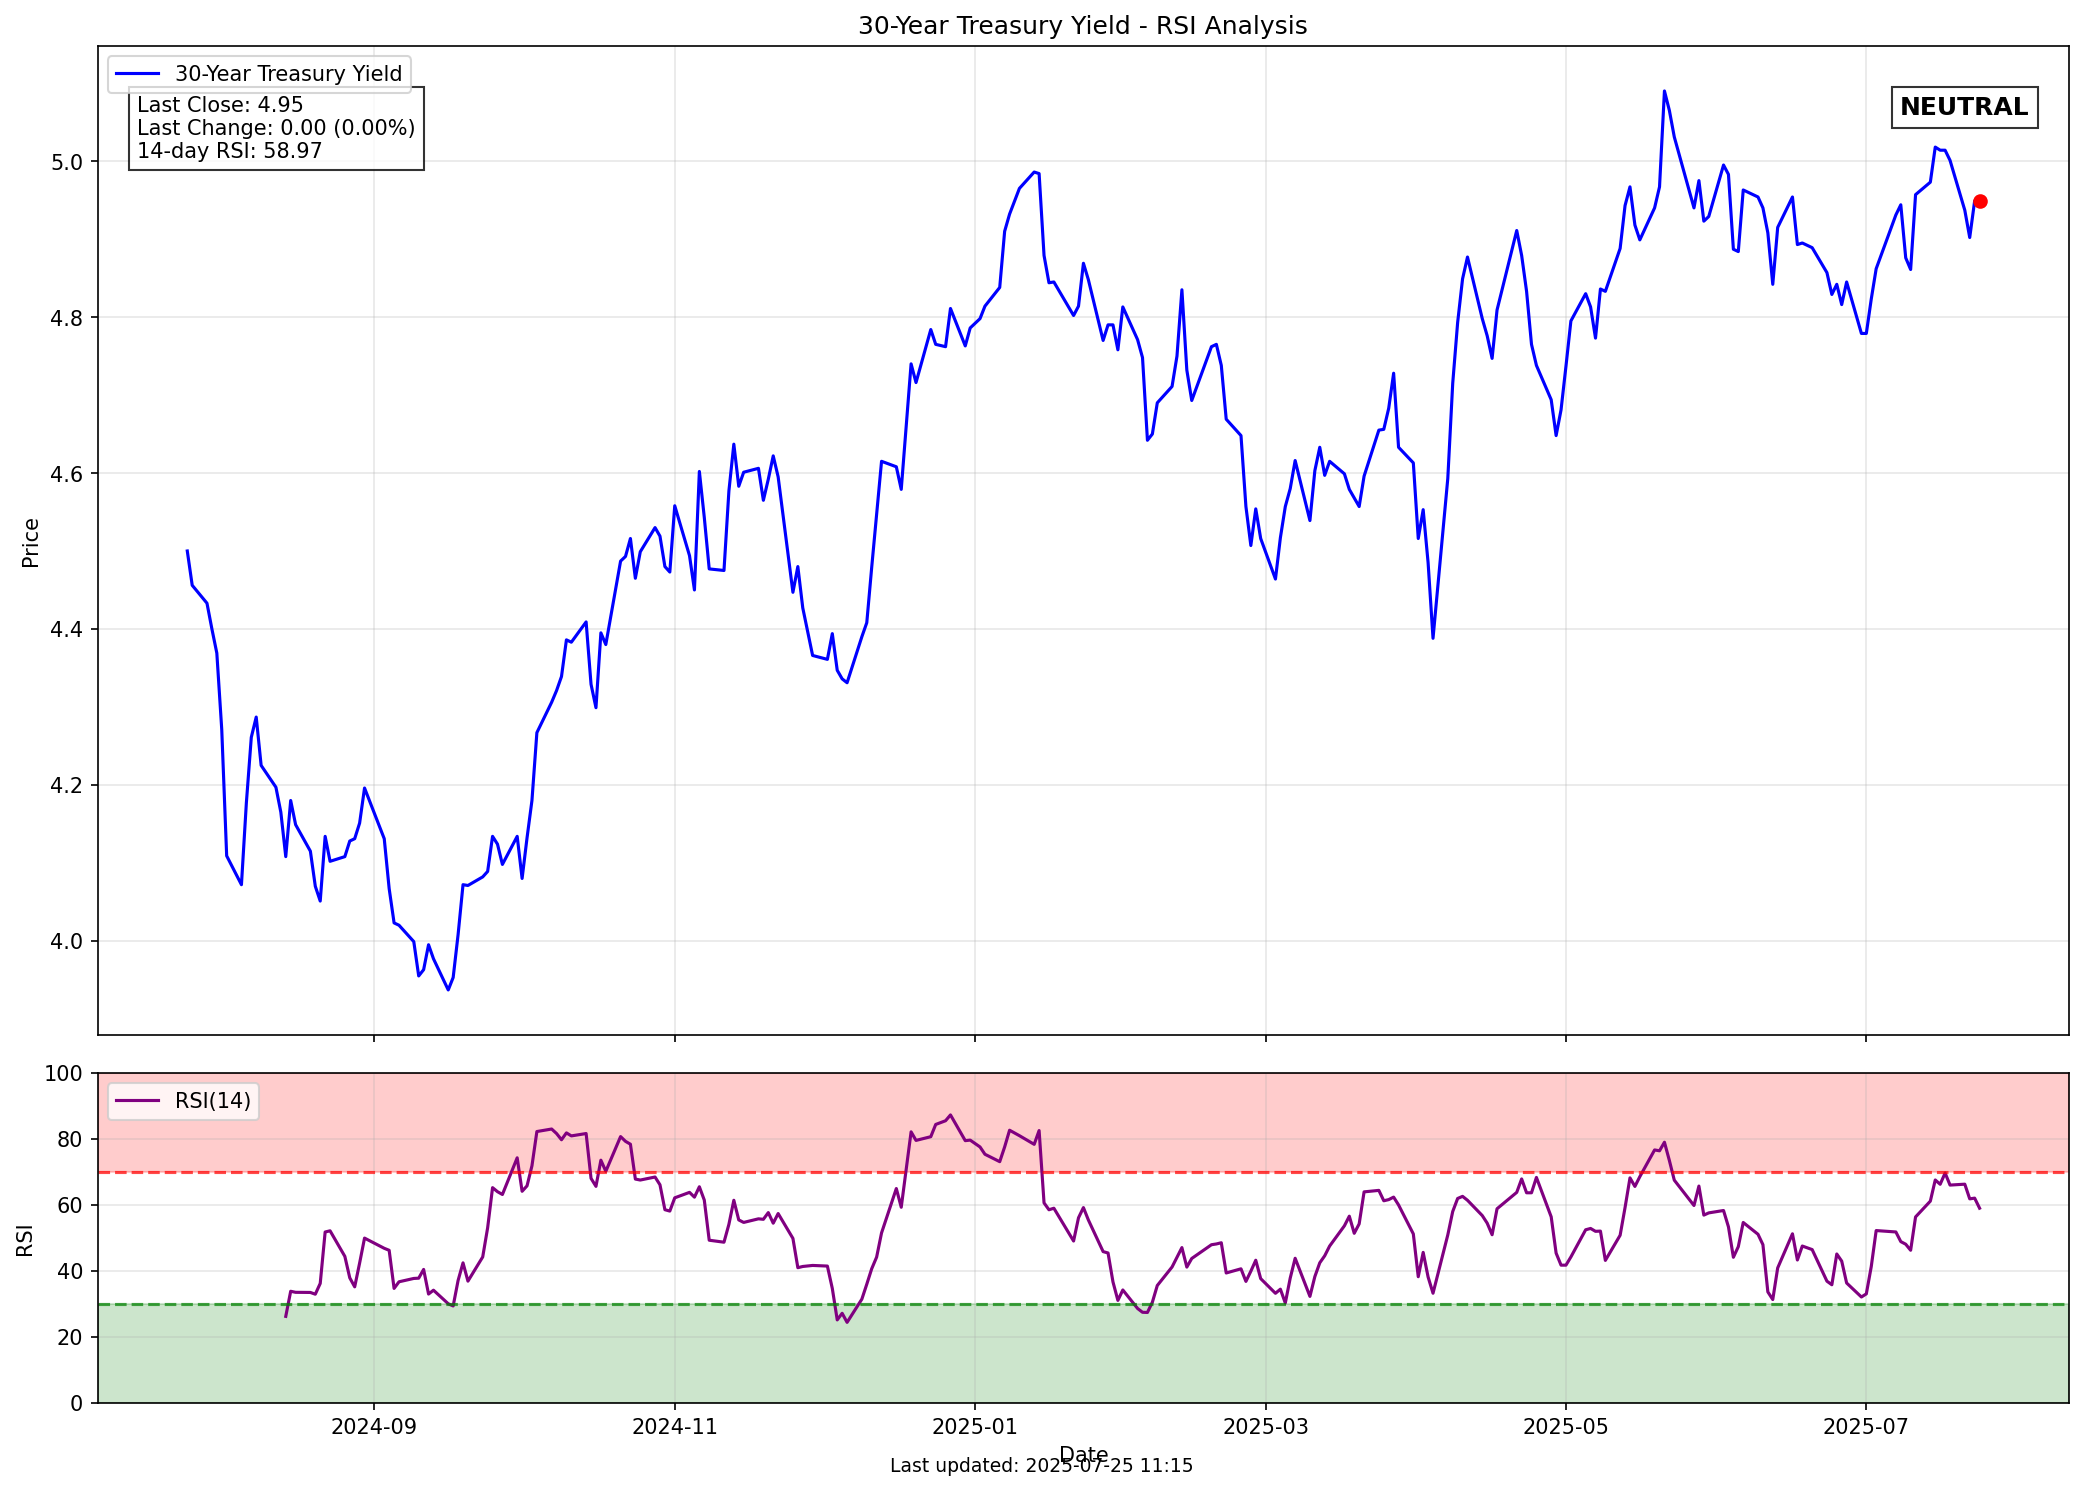 30-Year Treasury Yield - RSI Analysis
30-Year Treasury Yield
Last Close: 4.95
Last Change: 0.00 (0.00%)
14-day RSI: 58.97
NEUTRAL
Price
5.0
4.8
4.6
4.4
4.2
4.0
RSI(14)
RSI
100
80
60
40
20
0
2024-09
2024-11
2025-01
2025-03
2025-05
2025-07
Date
Last updated: 2025-07-25 11:15